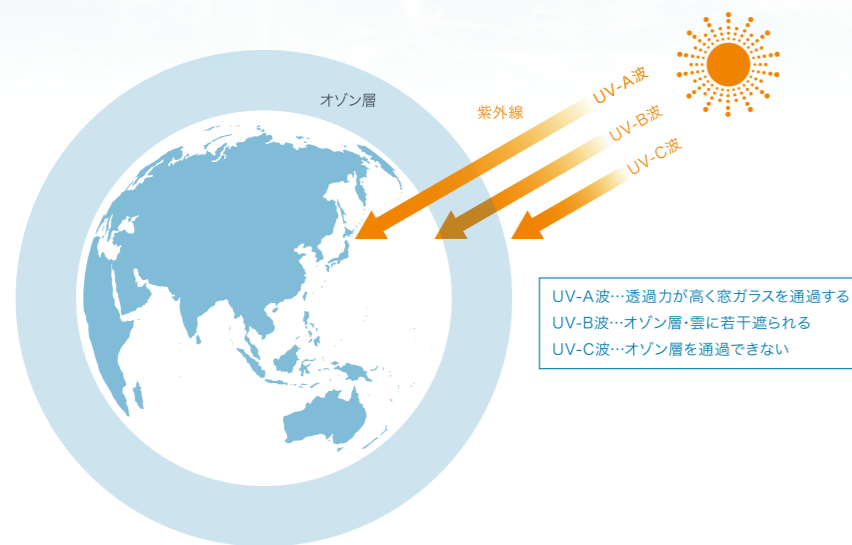 オゾン層
紫外線
UV-A波
UV-B波
UV-C波
UV-A波…透過力が高く窓ガラスを通過する
UV-B波…オゾン層・雲に若干遮られる
UV-C波…オゾン層を通過できない